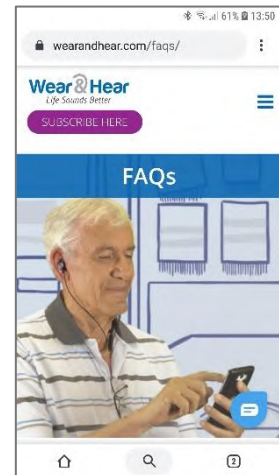 61% 13:50
wearandhear.com/faqs/
Wear&Hear
Life Sounds Better
SUBSCRIBE HERE
FAQs
2